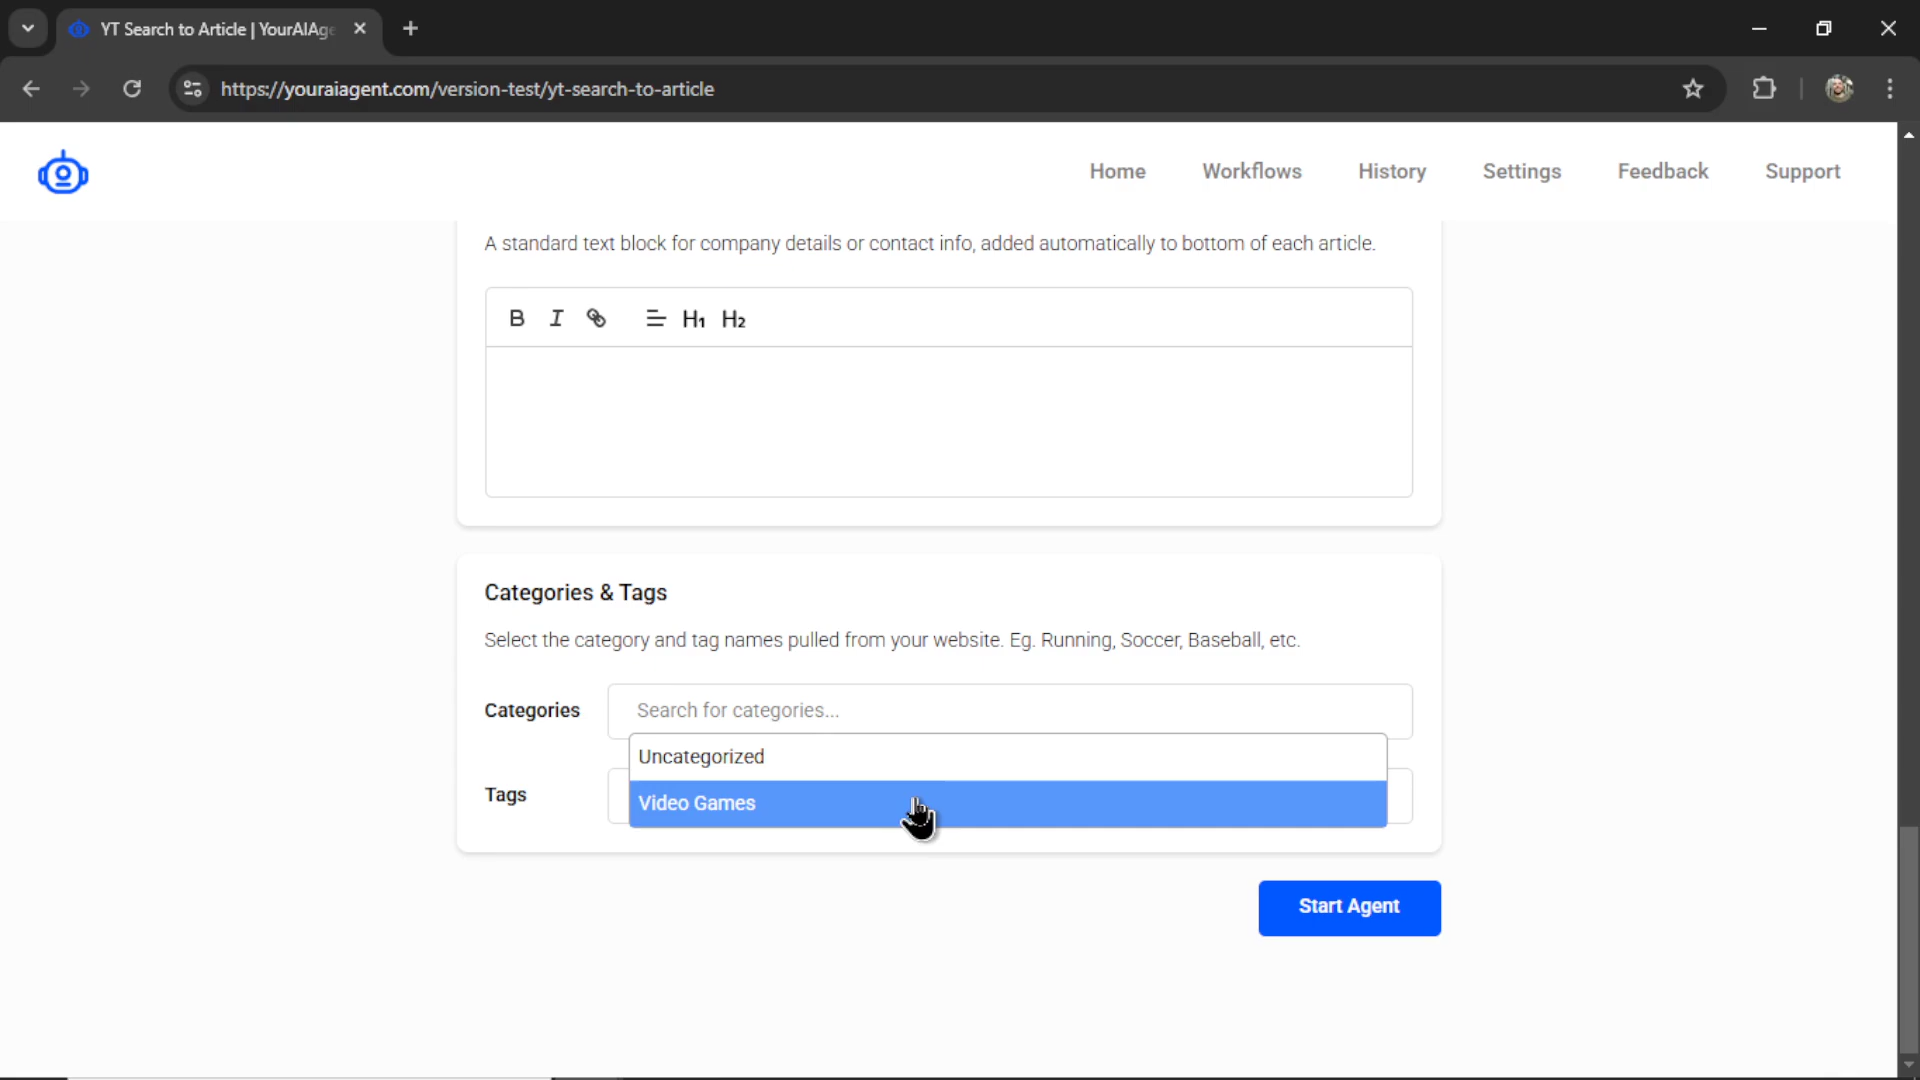 YT Search to Article | YourAIAge
https://youraiagent.com/version-test/yt-search-to-article
Home Workflows History Settings Feedback Support
A standard text block for company details or contact info, added automatically to bottom of each article.
B I H1 H2
Categories & Tags
Select the category and tag names pulled from your website. Eg. Running, Soccer, Baseball, etc.
Categories Search for categories...
Uncategorized
Tags Video Games
Start Agent